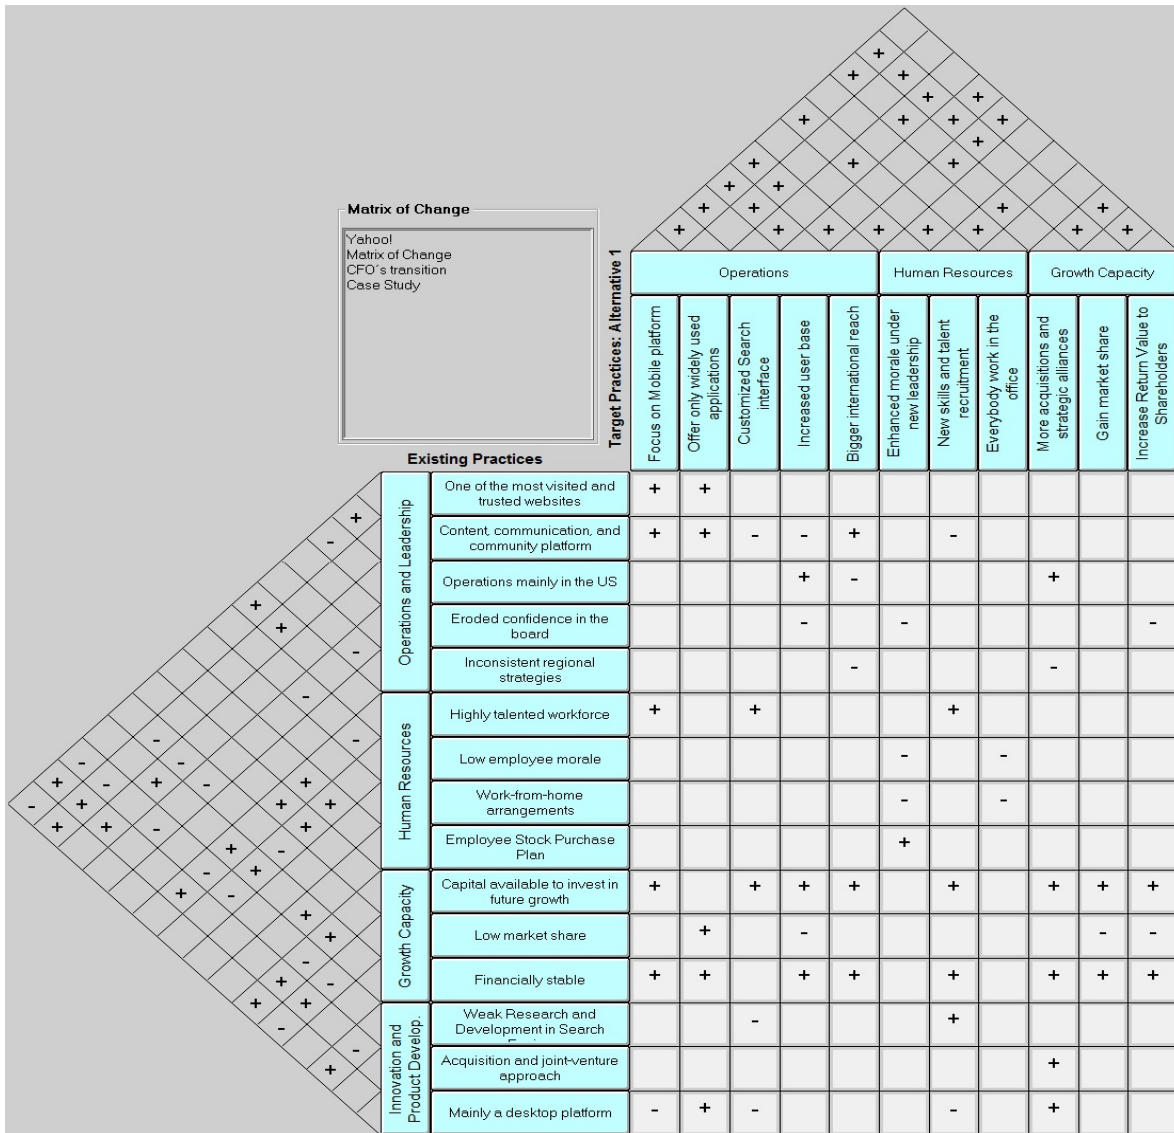 Matrix of Change
Yahoo!
Matrix of Change
CFO´s transition
Case Study
Target Practices: Alternative 1
Operations
Human Resources
Growth Capacity
Focus on Mobile platform
Offer only widely used
applications
Customized Search
interface
Increased user base
Bigger international reach
Enhanced morale under
new leadership
New skills and talent
recruitment
Everybody work in the
office
More acquisitions and
strategic alliances
Gain market share
Increase Return Value to
Shareholders
Existing Practices
Operations and Leadership
One of the most visited and
trusted websites
+ +
Content, communication, and
community platform
+ + - - + -
Operations mainly in the US
+ - +
Eroded confidence in the
board
- - -
Inconsistent regional
strategies
- -
Human Resources
Highly talented workforce
+ + +
Low employee morale
- -
Work-from-home
arrangements
- -
Employee Stock Purchase
Plan
+
Growth Capacity
Capital available to invest in
future growth
+ + + + + + + +
Low market share
+ - - -
Financially stable
+ + + + + + + +
Innovation and
Product Develop.
Weak Research and
Development in Search
- +
Acquisition and joint-venture
approach
+
Mainly a desktop platform
- + - - +